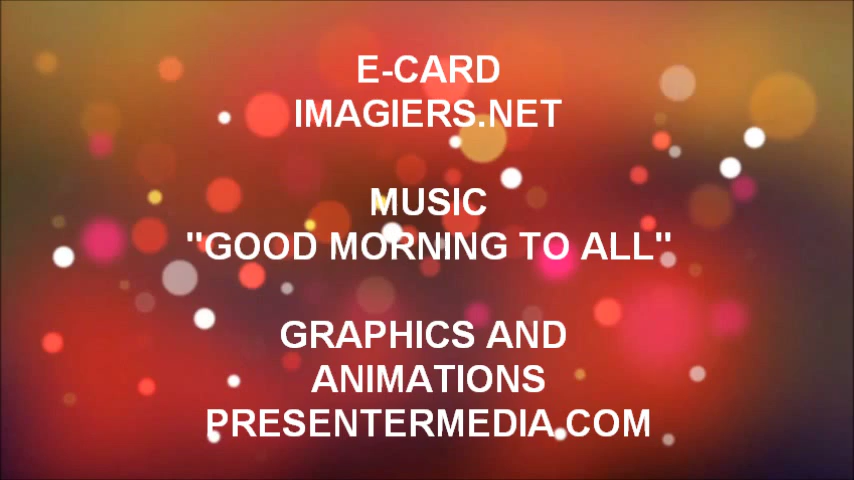 E-CARD
IMAGIERS.NET
MUSIC
"GOOD MORNING TO ALL"
GRAPHICS AND
ANIMATIONS
PRESENTERMEDIA.COM